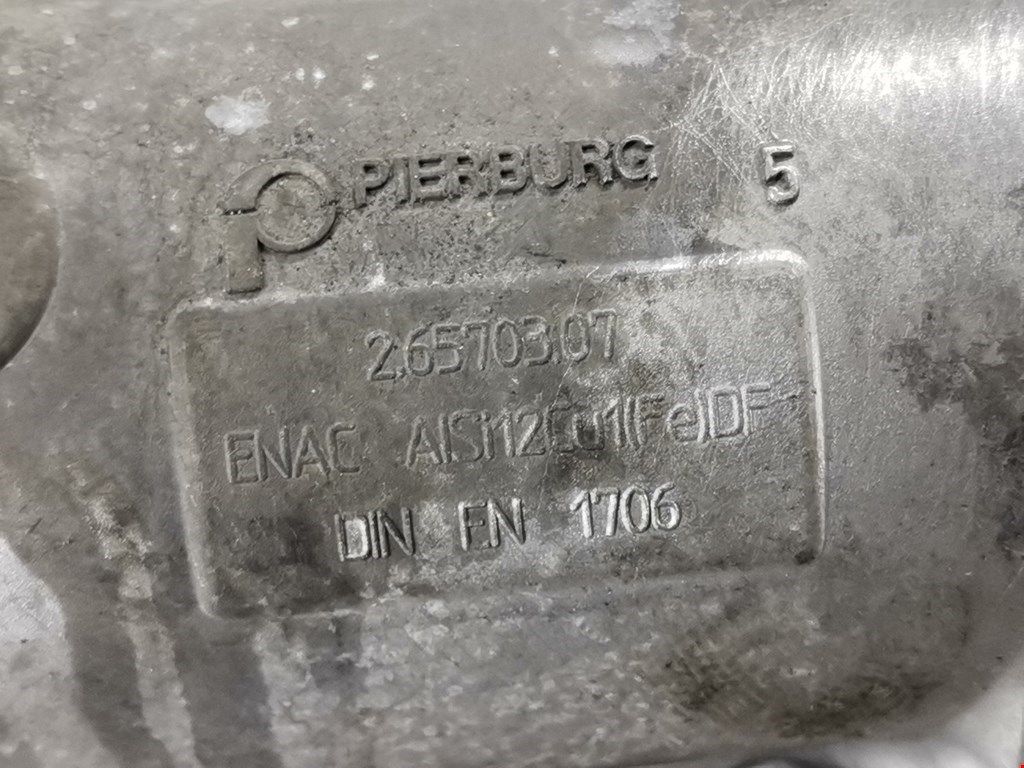 PIERBURG 5
2.65703.07
ENAC AlSi12Cu1(Fe)DF
DIN EN 1706